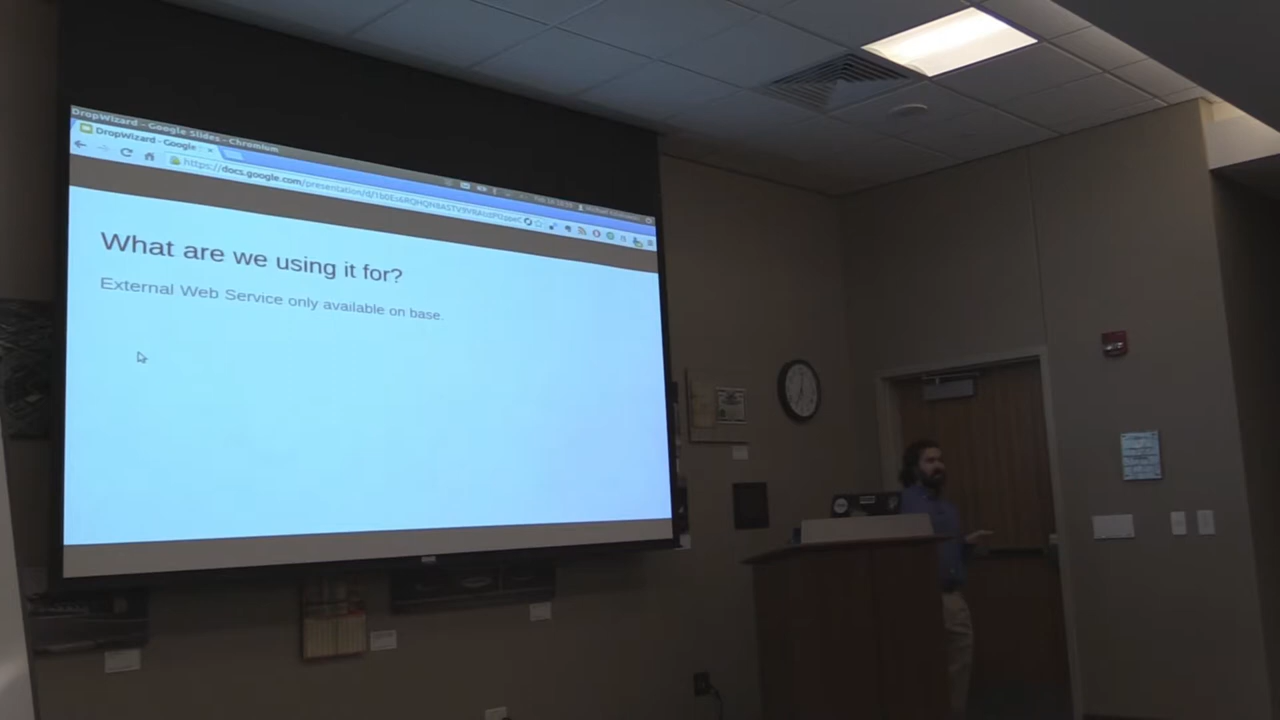 DropWizard - Google Slides - Chromium
DropWizard - Google
https://docs.google.com/presentation/d/
What are we using it for?
External Web Service only available on base.